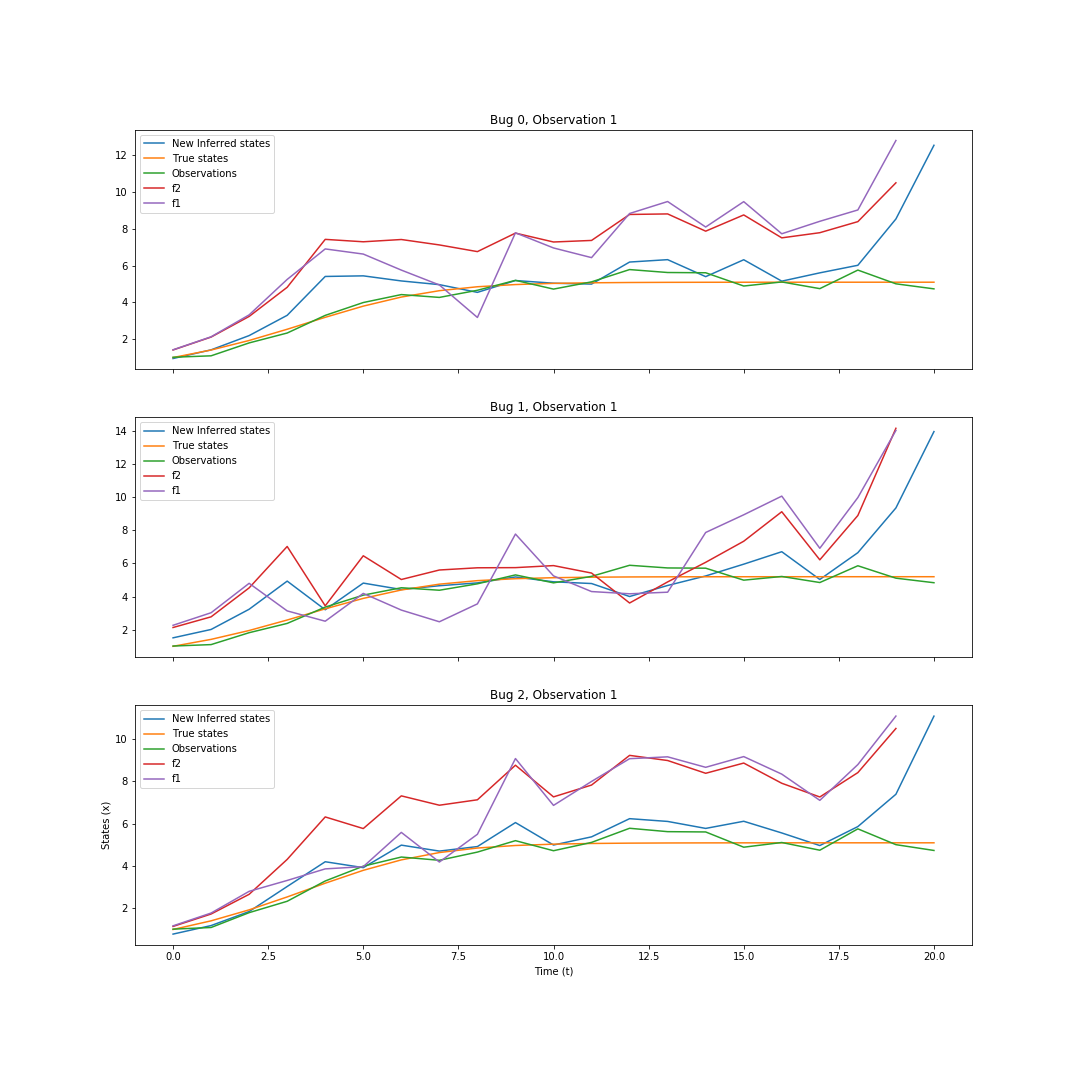 Bug 0, Observation 1
New Inferred states
True states
Observations
f2
f1
12
10
8
6
4
2
Bug 1, Observation 1
New Inferred states
True states
Observations
f2
f1
14
12
10
8
6
4
2
Bug 2, Observation 1
New Inferred states
True states
Observations
f2
f1
10
8
6
4
2
States (x)
0.0 2.5 5.0 7.5 10.0 12.5 15.0 17.5 20.0
Time (t)